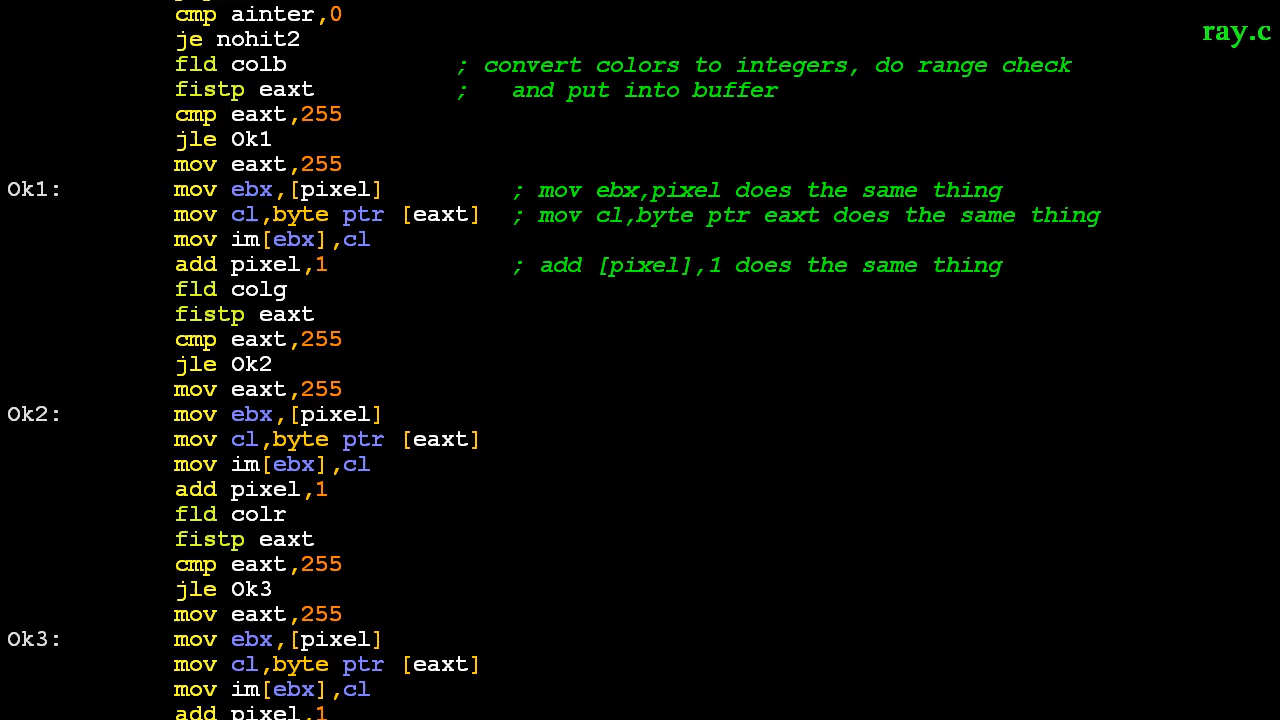 cmp ainter,0
ray.c
je nohit2
fld colb ; convert colors to integers, do range check
fistp eaxt ; and put into buffer
cmp eaxt,255
jle Ok1
mov eaxt,255
Ok1: mov ebx,[pixel] ; mov ebx,pixel does the same thing
mov cl,byte ptr [eaxt] ; mov cl,byte ptr eaxt does the same thing
mov im[ebx],cl
add pixel,1 ; add [pixel],1 does the same thing
fld colg
fistp eaxt
cmp eaxt,255
jle Ok2
mov eaxt,255
Ok2: mov ebx,[pixel]
mov cl,byte ptr [eaxt]
mov im[ebx],cl
add pixel,1
fld colr
fistp eaxt
cmp eaxt,255
jle Ok3
mov eaxt,255
Ok3: mov ebx,[pixel]
mov cl,byte ptr [eaxt]
mov im[ebx],cl
add pixel,1